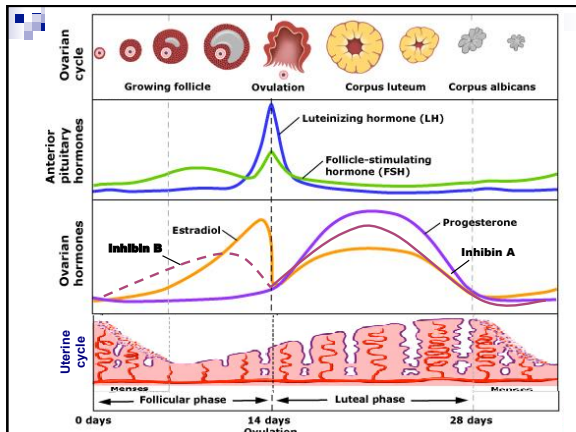 Ovarian
cycle
Growing follicle
Ovulation
Corpus luteum
Corpus albicans
Anterior
pituitary
hormones
Luteinizing hormone (LH)
Follicle-stimulating
hormone (FSH)
Ovarian
hormones
Estradiol
Inhibin B
Progesterone
Inhibin A
Uterine
cycle
Menses
Menses
Follicular phase
Luteal phase
0 days
14 days
28 days
Ovulation